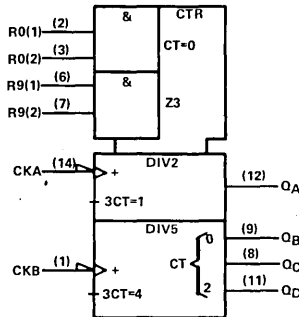 & CTR
R0(1) (2)
CT=0
R0(2) (3)
R9(1) (6) &
R9(2) (7) Z3
DIV2
CKA (14) + (12) QA
3CT=1
DIV5
0 (9) QB
CKB (1) + CT (8) QC
3CT=4 2 (11) QD